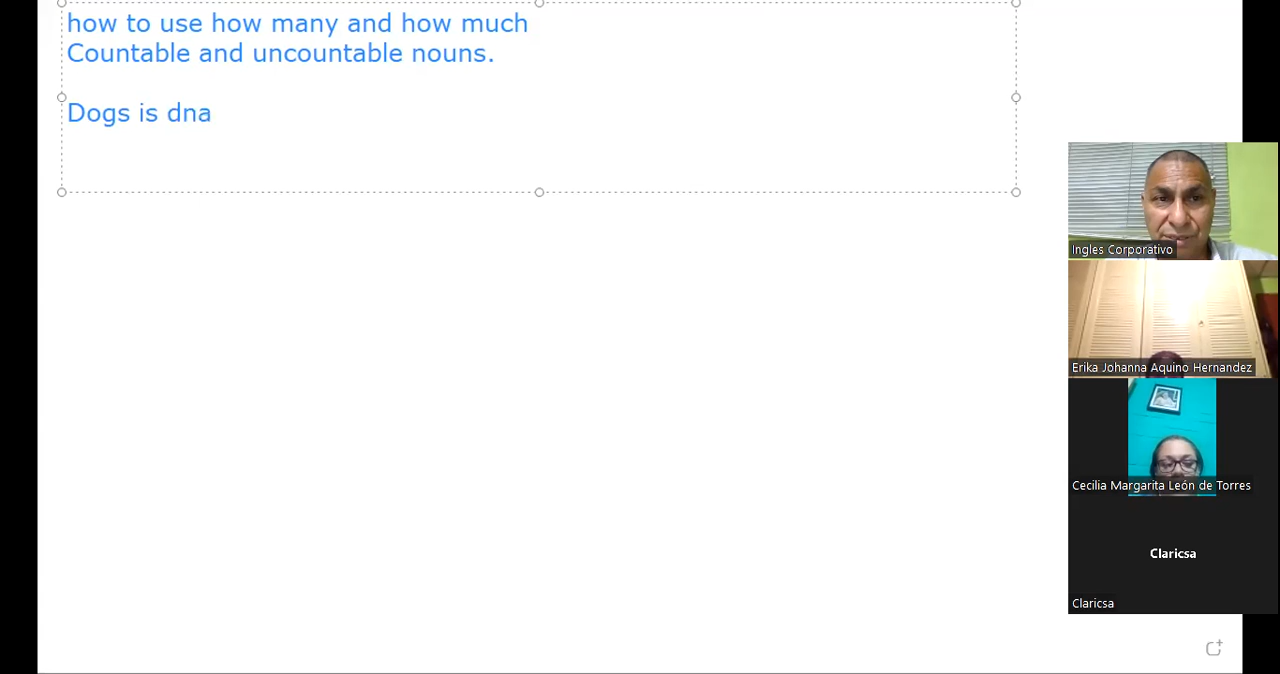 how to use how many and how much
Countable and uncountable nouns.
Dogs is dna
Ingles Corporativo
Erika Johanna Aquino Hernandez
Cecilia Margarita León de Torres
Claricsa
Claricsa